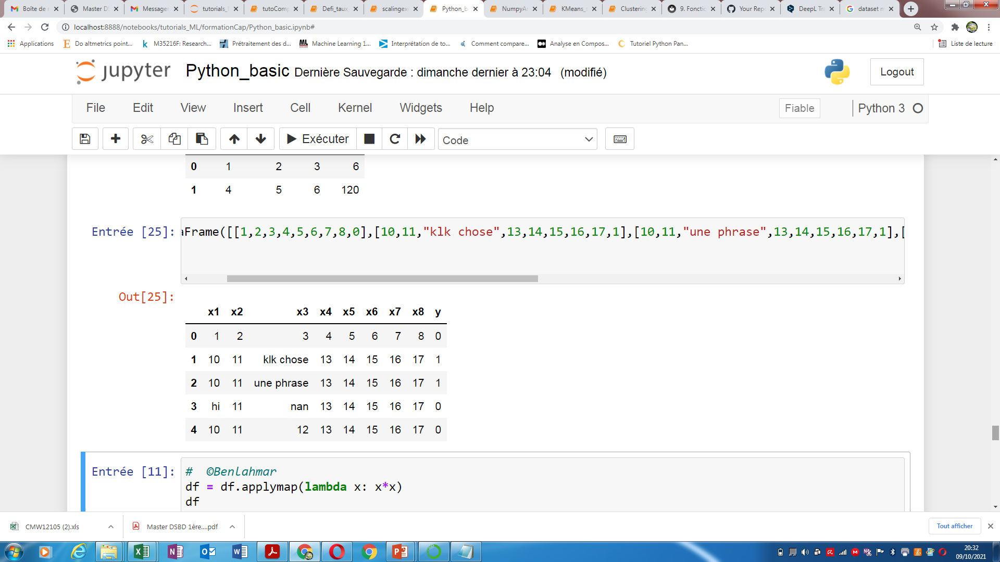 Boîte de r
Master D
Messager
tutorials_
tutoComp
Defi_taux
scalingex
Python_b
NumpyA
KMeans_
Clustering
9. Foncti
Your Rep
DeepL Tra
dataset m
localhost:8888/notebooks/tutorials_ML/formationCap/Python_basic.ipynb#
Applications
Do altmetrics point...
M35216F: Research...
Prétraitement des d...
Machine Learning 1...
Interprétation de to...
Comment compare...
Analyse en Compos...
Tutoriel Python Pan...
Liste de lecture
jupyter Python_basic Dernière Sauvegarde : dimanche dernier à 23:04 (modifié)
Logout
File Edit View Insert Cell Kernel Widgets Help
Fiable
Python 3
Exécuter
Code
0 1 2 3 6
1 4 5 6 120
Entrée [25]: aFrame([[1,2,3,4,5,6,7,8,0],[10,11,"klk chose",13,14,15,16,17,1],[10,11,"une phrase",13,14,15,16,17,1],[
Out[25]:
x1 x2 x3 x4 x5 x6 x7 x8 y
0 1 2 3 4 5 6 7 8 0
1 10 11 klk chose 13 14 15 16 17 1
2 10 11 une phrase 13 14 15 16 17 1
3 hi 11 nan 13 14 15 16 17 0
4 10 11 12 13 14 15 16 17 0
Entrée [11]: # ©Benlahmar
df = df.applymap(lambda x: x*x)
df
CMW12105 (2).xls
Master DSBD 1ère....pdf
Tout afficher
20:32
09/10/2021